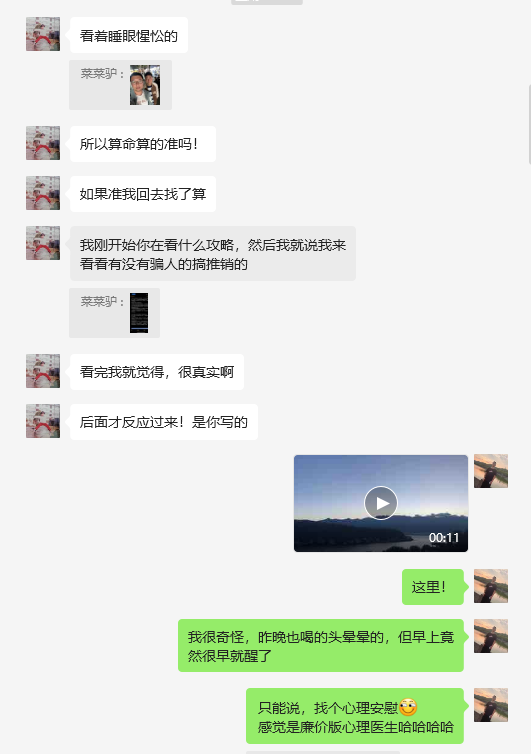 看着睡眼惺忪的
菜菜驴：
所以算命算的准吗！
如果准我回去找了算
我刚开始你在看什么攻略，然后我就说我来
看看有没有骗人的搞推销的
菜菜驴：
看完我就觉得，很真实啊
后面才反应过来！是你写的
00:11
这里！
我很奇怪，昨晚也喝的头晕晕的，但早上竟
然很早就醒了
只能说，找个心理安慰
感觉是廉价版心理医生哈哈哈哈